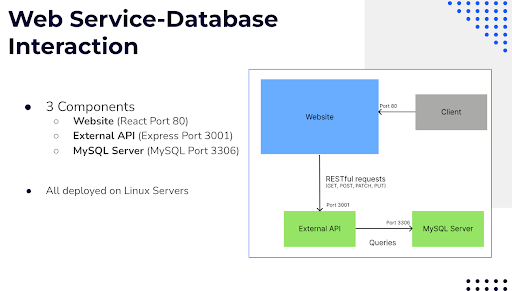 Web Service-Database
Interaction
● 3 Components
○ Website (React Port 80)
○ External API (Express Port 3001)
○ MySQL Server (MySQL Port 3306)
● All deployed on Linux Servers
Website
Port 80
Client
RESTful requests
(GET, POST, PATCH, PUT)
Port 3001
External API
Port 3306
Queries
MySQL Server